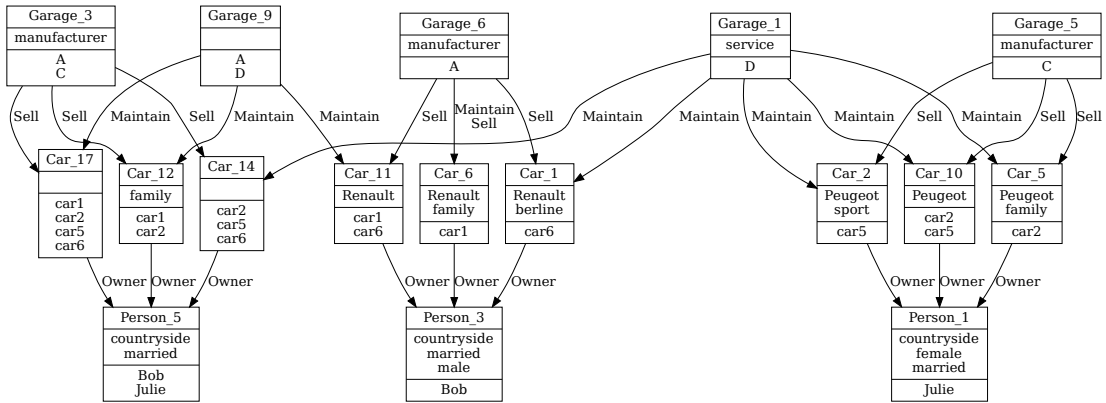 Garage_3
manufacturer
A
C
Garage_9
A
D
Garage_6
manufacturer
A
Garage_1
service
D
Garage_5
manufacturer
C
Sell
Sell
Maintain
Sell
Maintain
Maintain
Sell
Maintain
Sell
Sell
Maintain
Maintain
Maintain
Maintain
Sell
Maintain
Sell
Sell
Car_17
car1
car2
car5
car6
Car_12
family
car1
car2
Car_14
car2
car5
car6
Car_11
Renault
car1
car6
Car_6
Renault
family
car1
Car_1
Renault
berline
car6
Car_2
Peugeot
sport
car5
Car_10
Peugeot
car2
car5
Car_5
Peugeot
family
car2
Owner
Owner
Owner
Owner
Owner
Owner
Owner
Owner
Owner
Person_5
countryside
married
Bob
Julie
Person_3
countryside
married
male
Bob
Person_1
countryside
female
married
Julie